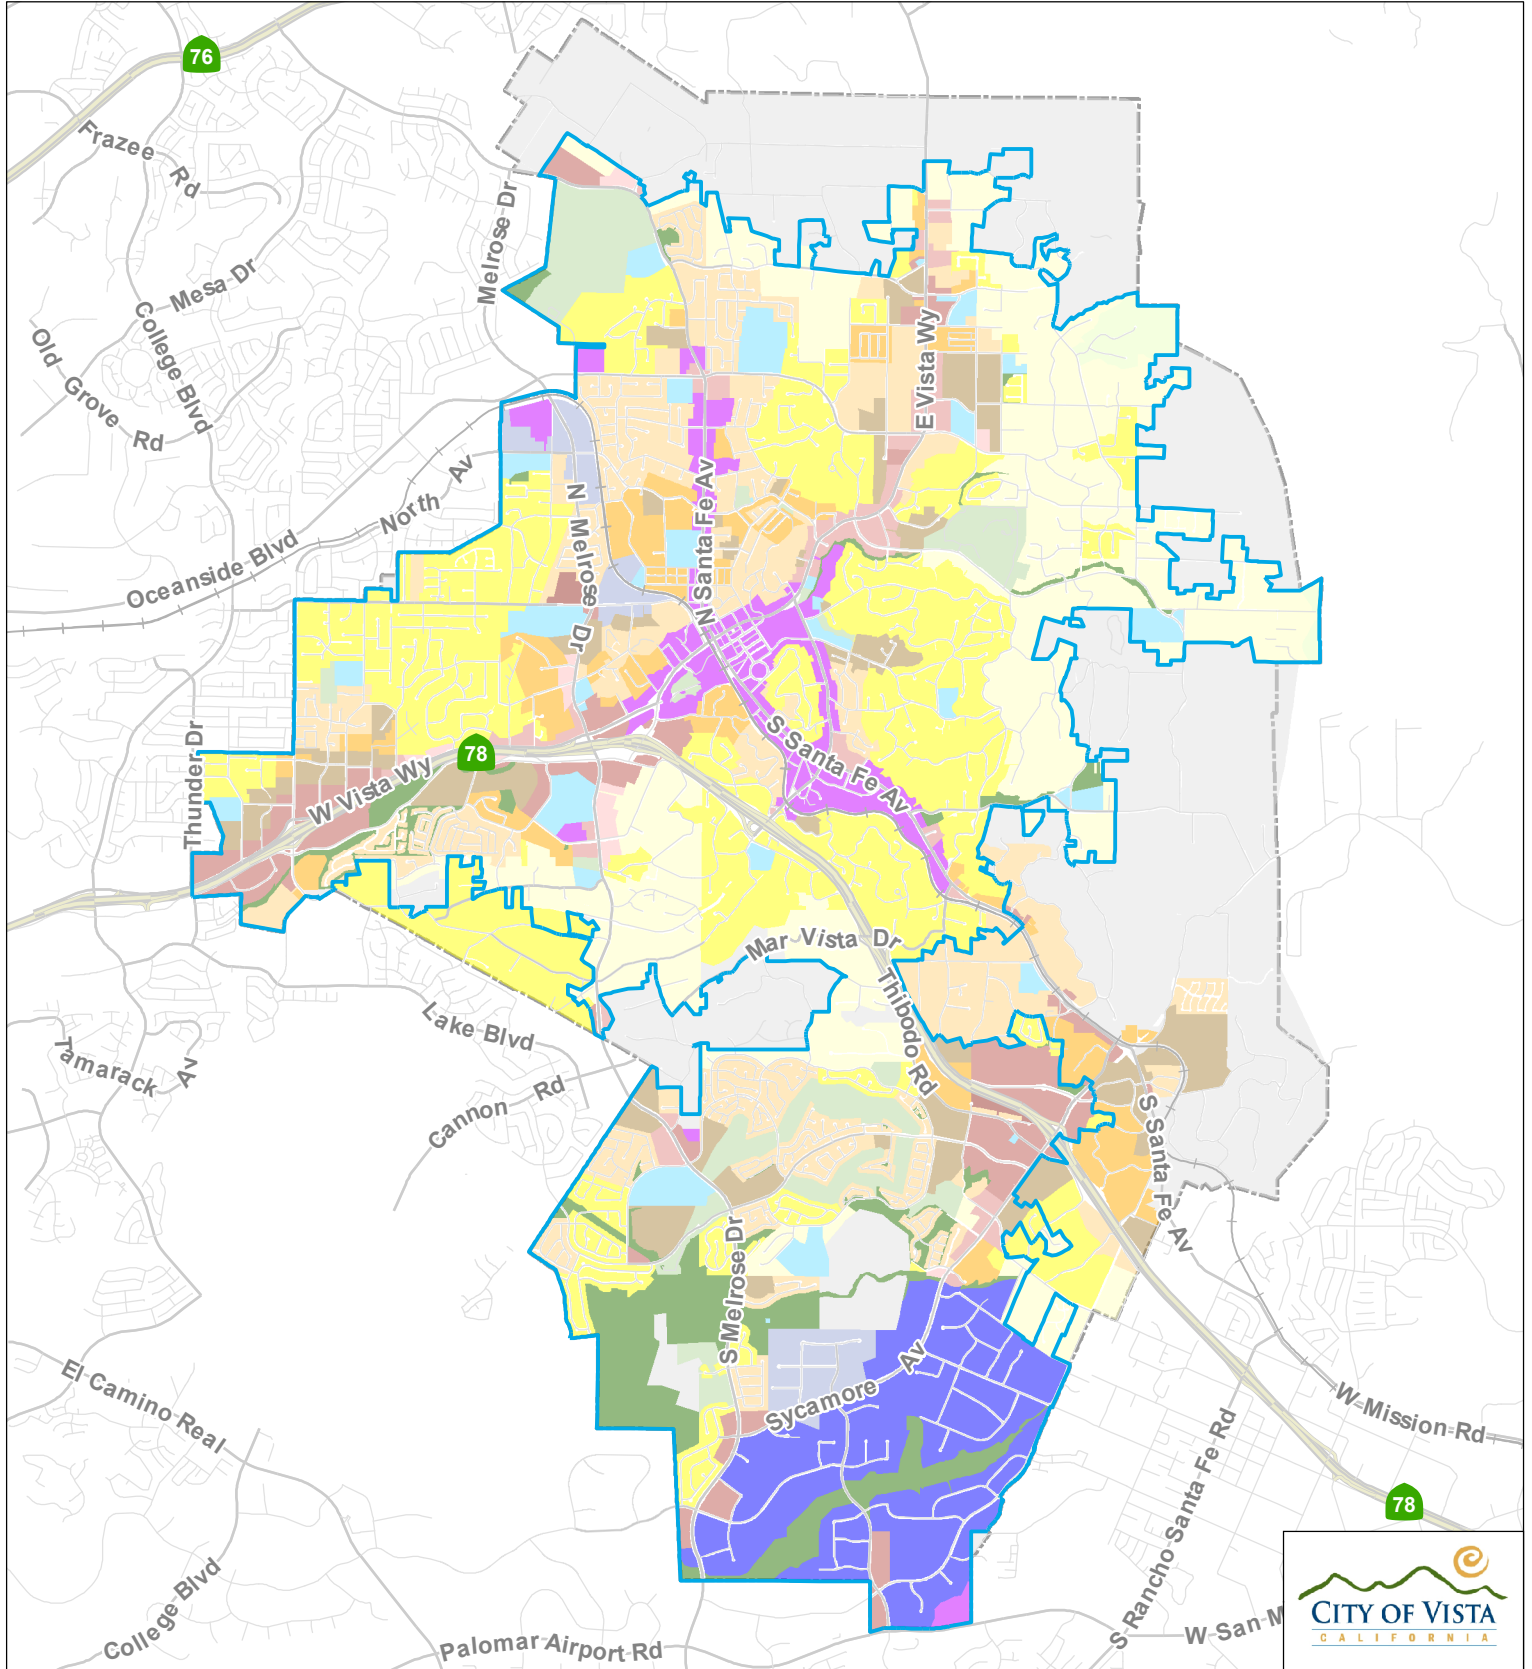 76
Frazee Rd
Melrose Dr
Mesa Dr
College Blvd
Old Grove Rd
E Vista Wy
North Av
N Santa Fe Av
N Melrose Dr
Oceanside Blvd
Thunder Dr
78
W Vista Wy
S Santa Fe Av
Mar Vista Dr
Thibodo Rd
Lake Blvd
Tamarack Av
Cannon Rd
S Santa Fe Av
S Melrose Dr
Sycamore Av
El Camino Real
W Mission Rd
S Rancho Santa Fe Rd
78
College Blvd
Palomar Airport Rd
W San M
CITY OF VISTA
CALIFORNIA